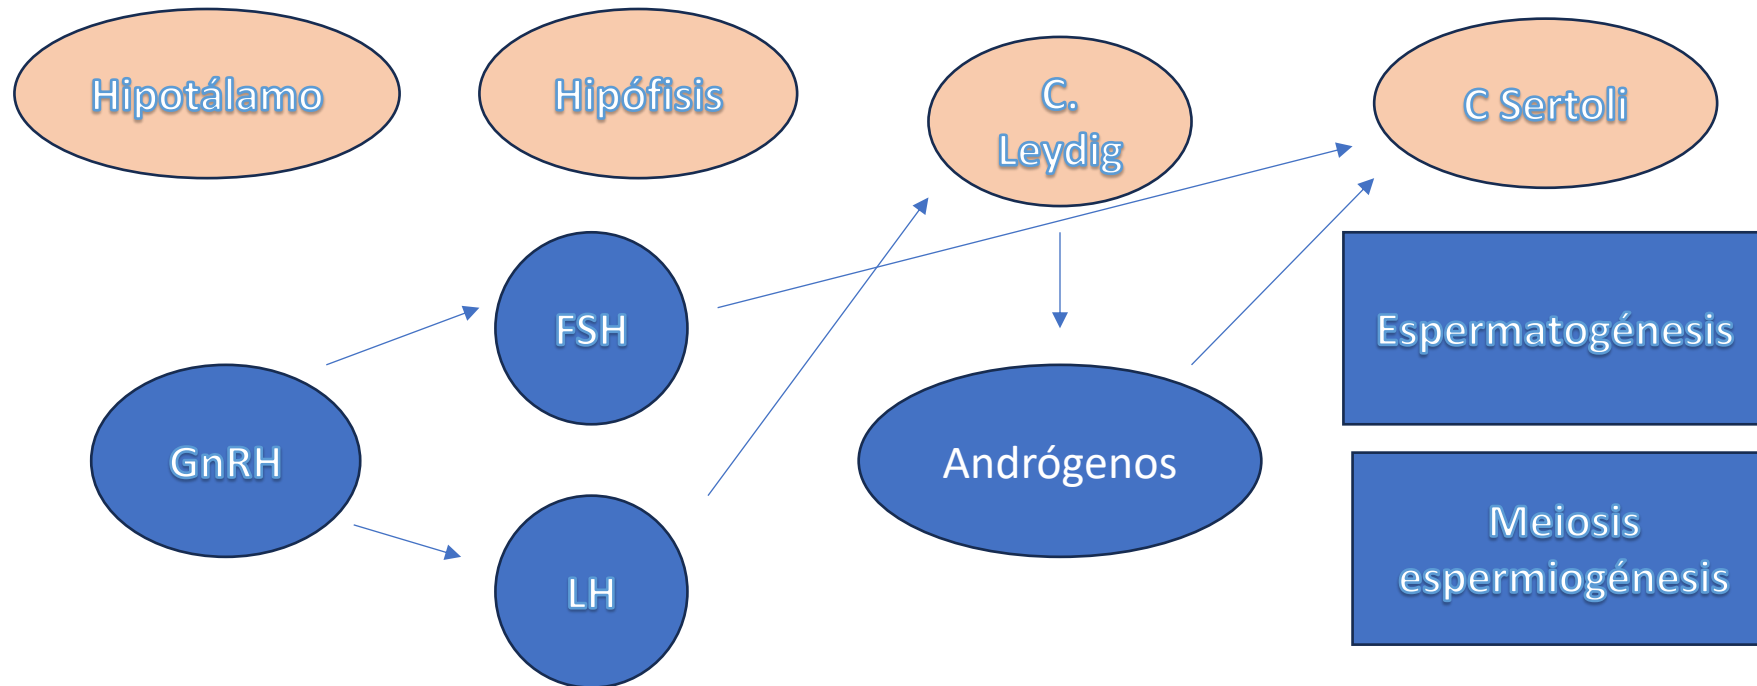 Hipotálamo
Hipófisis
C.
Leydig
C Sertoli
FSH
Espermatogénesis
GnRH
Andrógenos
LH
Meiosis
espermiogénesis